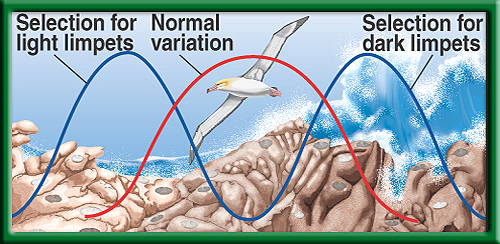 Selection for
light limpets
Normal
variation
Selection for
dark limpets